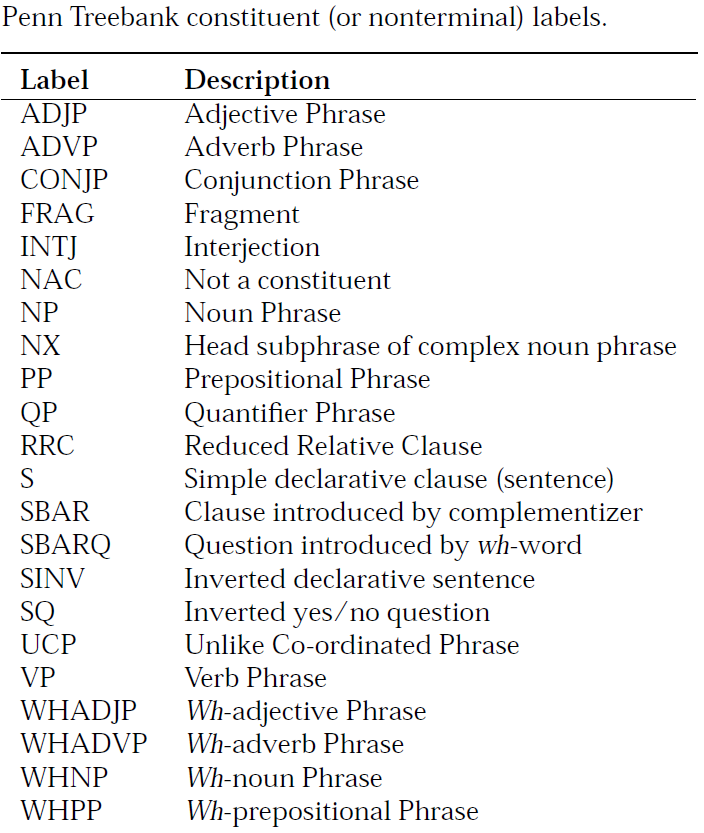 Penn Treebank constituent (or nonterminal) labels.
Label Description
ADJP Adjective Phrase
ADVP Adverb Phrase
CONJP Conjunction Phrase
FRAG Fragment
INTJ Interjection
NAC Not a constituent
NP Noun Phrase
NX Head subphrase of complex noun phrase
PP Prepositional Phrase
QP Quantifier Phrase
RRC Reduced Relative Clause
S Simple declarative clause (sentence)
SBAR Clause introduced by complementizer
SBARQ Question introduced by wh-word
SINV Inverted declarative sentence
SQ Inverted yes/no question
UCP Unlike Co-ordinated Phrase
VP Verb Phrase
WHADJP Wh-adjective Phrase
WHADVP Wh-adverb Phrase
WHNP Wh-noun Phrase
WHPP Wh-prepositional Phrase